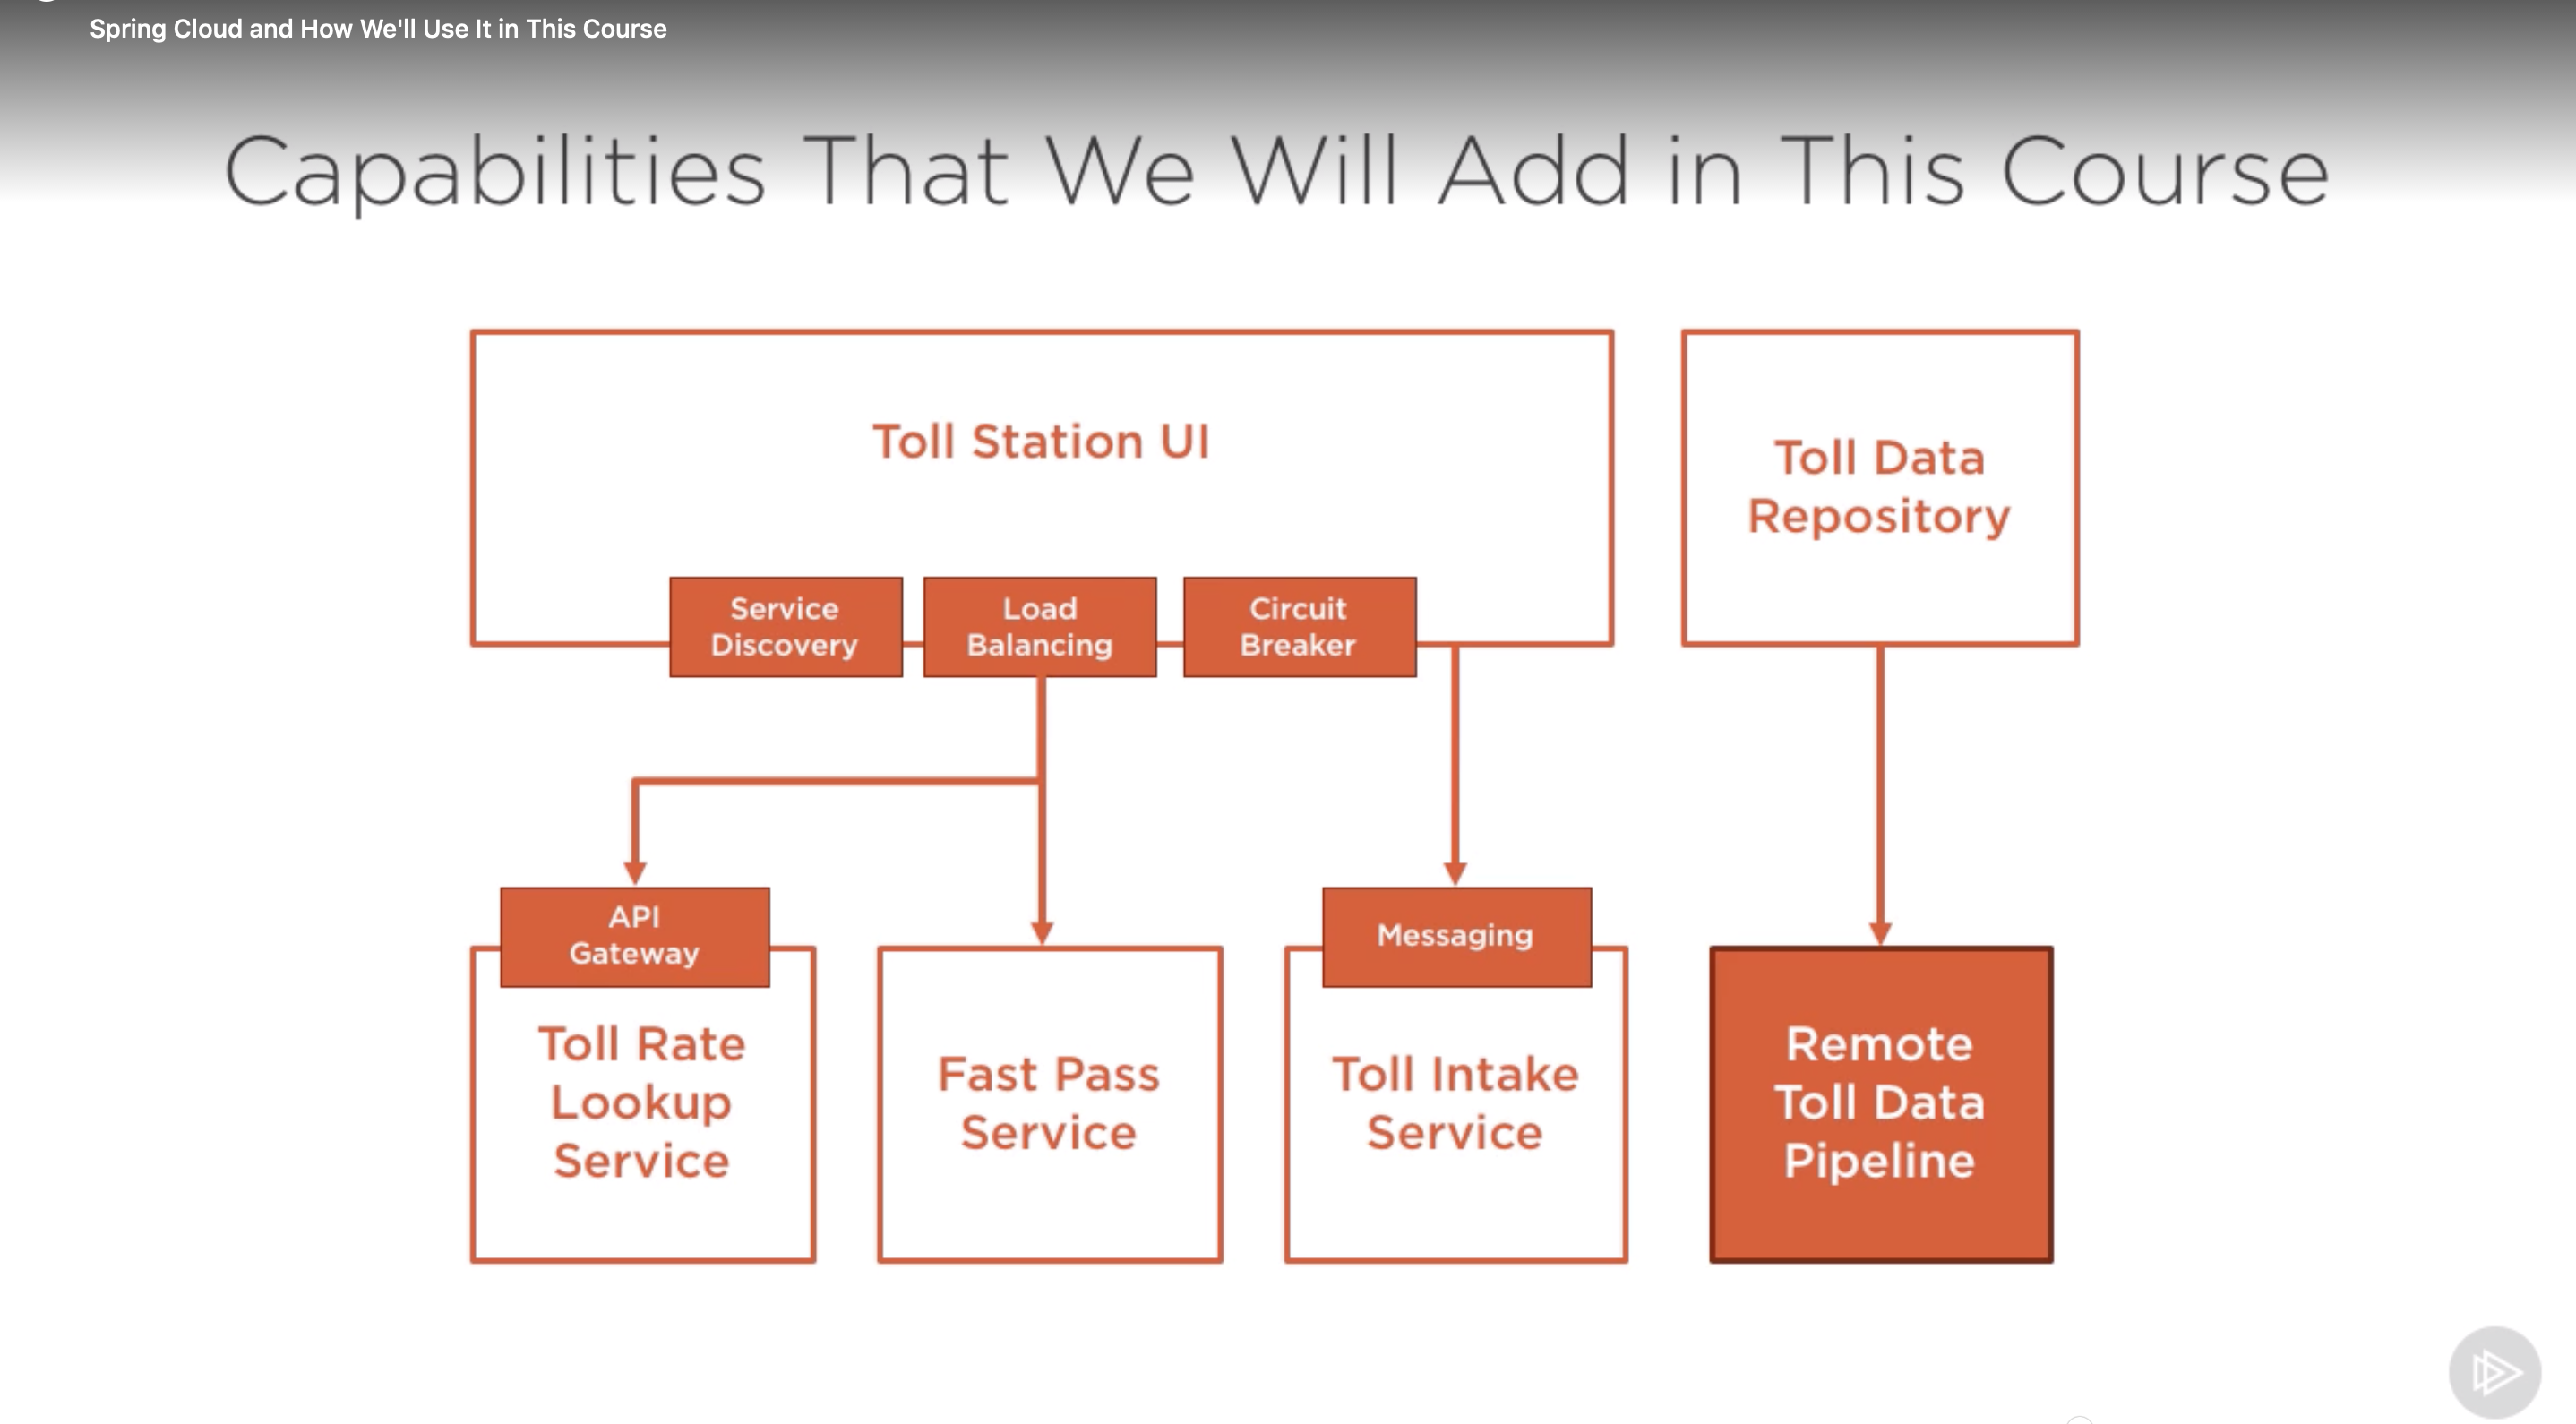 Spring Cloud and How We'll Use It in This Course
Capabilities That We Will Add in This Course
Toll Station UI
Toll Data
Repository
Service
Discovery
Load
Balancing
Circuit
Breaker
API
Gateway
Messaging
Toll Rate
Lookup
Service
Fast Pass
Service
Toll Intake
Service
Remote
Toll Data
Pipeline